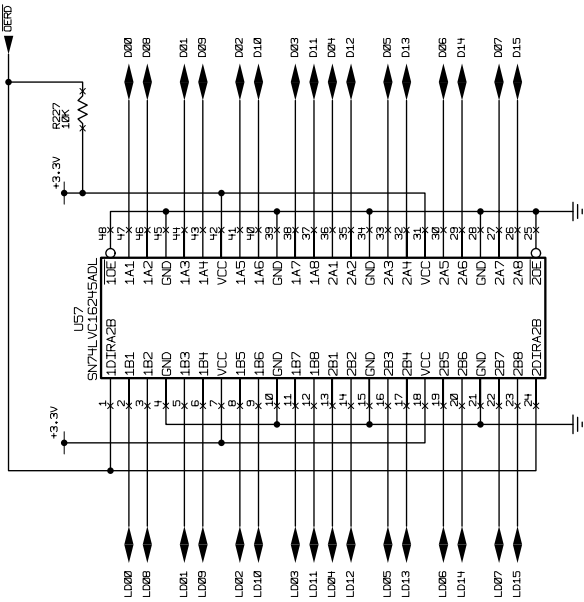 OERD
R227
10K
+3.3V
D00
D08
D01
D09
D02
D10
D03
D11
D04
D12
D05
D13
D06
D14
D07
D15
48
47
46
45
44
43
42
41
40
39
38
37
36
35
34
33
32
31
30
29
28
27
26
25
U57
SN74LVC16245ADL
1OE
1A1
1A2
GND
1A3
1A4
VCC
1A5
1A6
GND
1A7
1A8
2A1
2A2
GND
2A3
2A4
VCC
2A5
2A6
GND
2A7
2A8
2OE
1DIRA2B
1B1
1B2
GND
1B3
1B4
VCC
1B5
1B6
GND
1B7
1B8
2B1
2B2
GND
2B3
2B4
VCC
2B5
2B6
GND
2B7
2B8
2DIRA2B
1
2
3
4
5
6
7
8
9
10
11
12
13
14
15
16
17
18
19
20
21
22
23
24
+3.3V
LD00
LD08
LD01
LD09
LD02
LD10
LD03
LD11
LD04
LD12
LD05
LD13
LD06
LD14
LD07
LD15